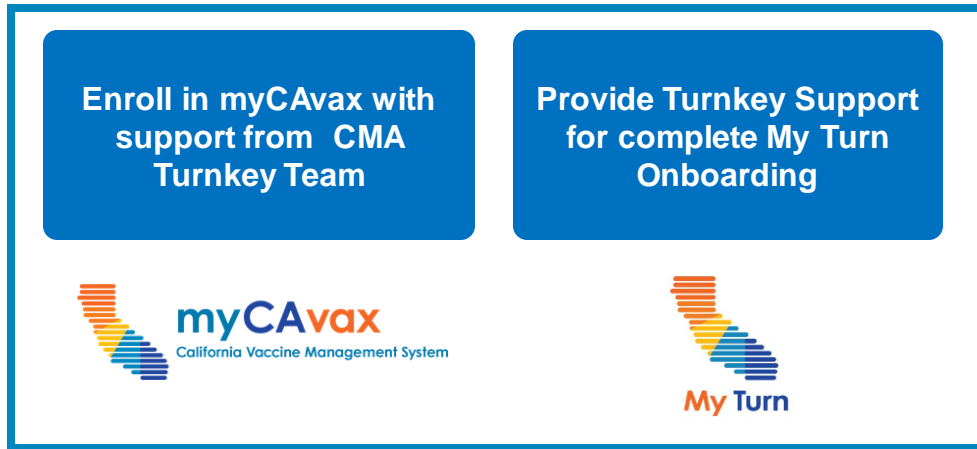 Enroll in myCAvax with
support from CMA
Turnkey Team
Provide Turnkey Support
for complete My Turn
Onboarding
myCAvax
California Vaccine Management System
My Turn